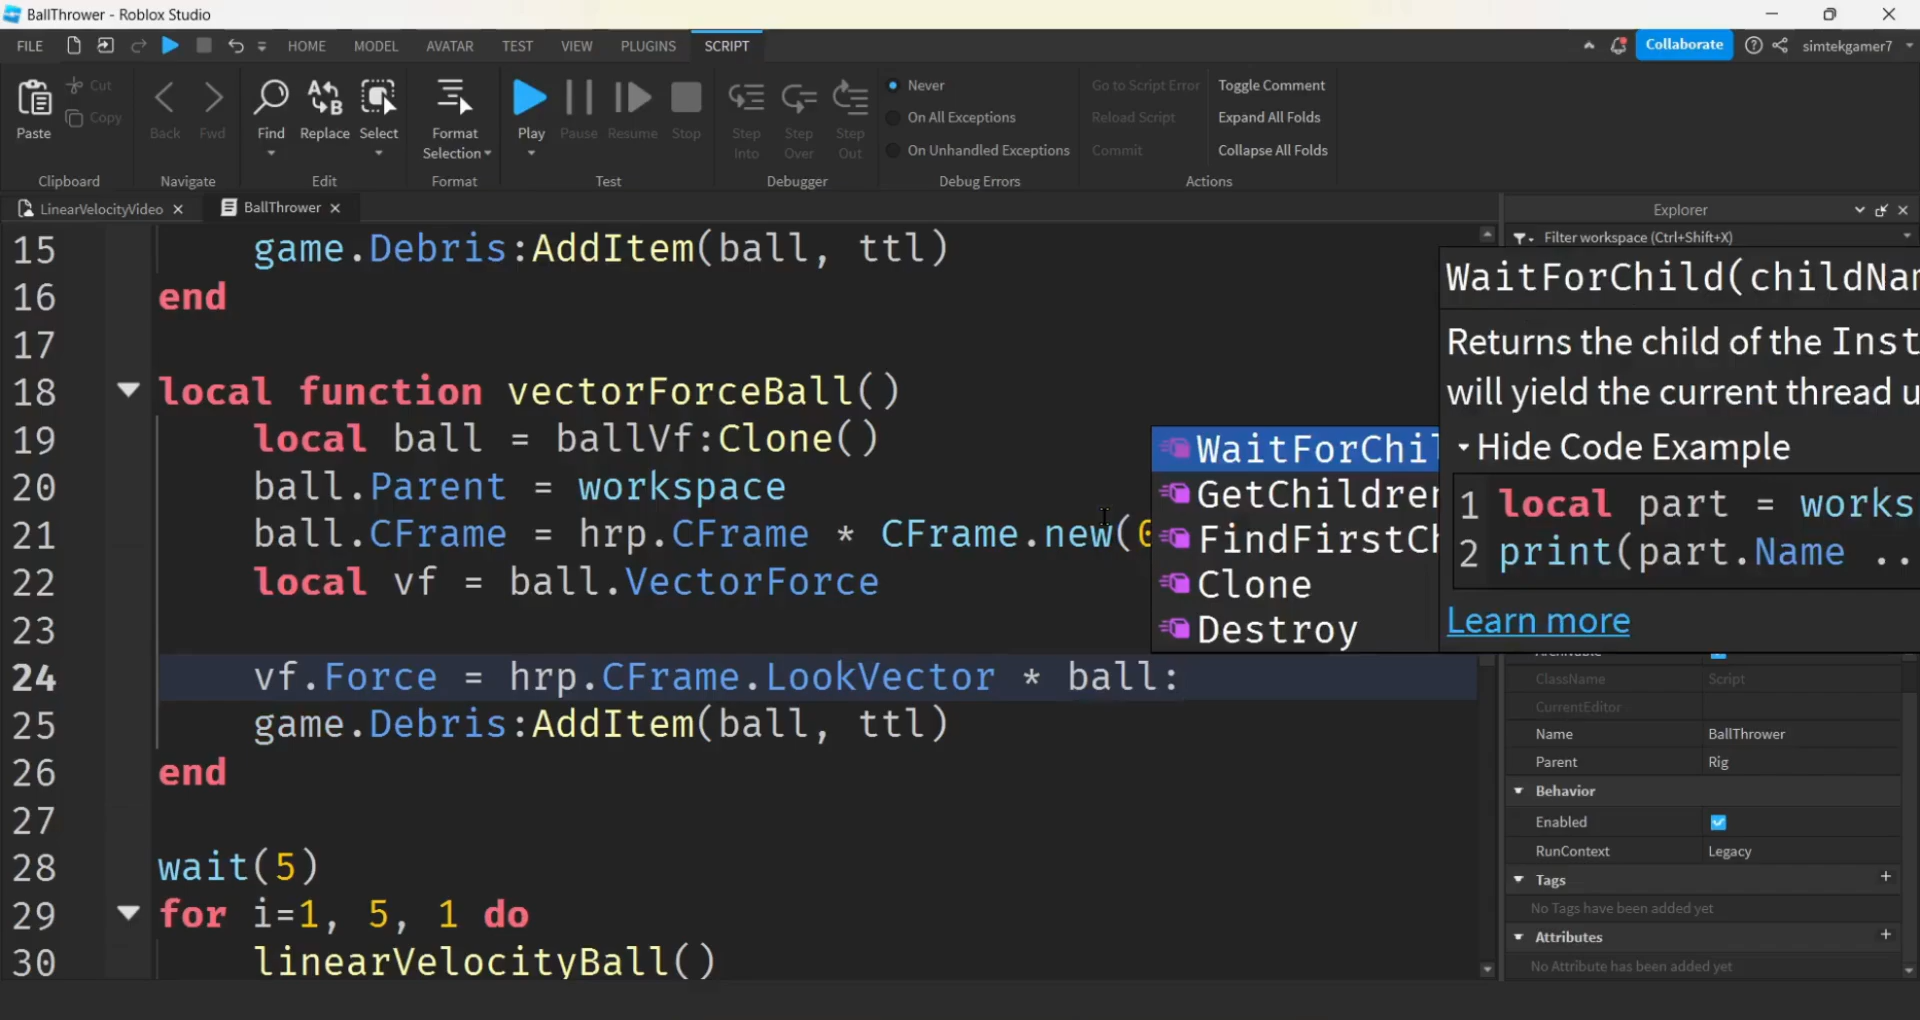 BallThrower - Roblox Studio
FILE HOME MODEL AVATAR TEST VIEW PLUGINS SCRIPT Collaborate simtekgamer7
Paste
Cut
Copy
Clipboard
Back Fwd
Navigate
Find Replace Select
Edit
Format Selection
Format
Play Pause Resume Stop
Test
Step Into
Step Over
Step Out
Debugger
Never
On All Exceptions
On Unhandled Exceptions
Debug Errors
Go to Script Error
Reload Script
Commit
Toggle Comment
Expand All Folds
Collapse All Folds
Actions
LinearVelocityVideo BallThrower
15 game.Debris:AddItem(ball, ttl)
16 end
17
18 local function vectorForceBall()
19 local ball = ballVf:Clone()
20 ball.Parent = workspace
21 ball.CFrame = hrp.CFrame * CFrame.new(
22 local vf = ball.VectorForce
23
24 vf.Force = hrp.CFrame.LookVector * ball:
25 game.Debris:AddItem(ball, ttl)
26 end
27
28 wait(5)
29 for i=1, 5, 1 do
30 linearVelocityBall()
WaitForChil
GetChildren
FindFirstCh
Clone
Destroy
Explorer
Filter workspace (Ctrl+Shift+X)
WaitForChild(childNam
Returns the child of the Inst
will yield the current thread u
Hide Code Example
1 local part = works
2 print(part.Name ..
Learn more
ClassName Script
CurrentEditor
Name BallThrower
Parent Rig
Behavior
Enabled
RunContext Legacy
Tags +
No Tags have been added yet
Attributes +
No Attribute has been added yet